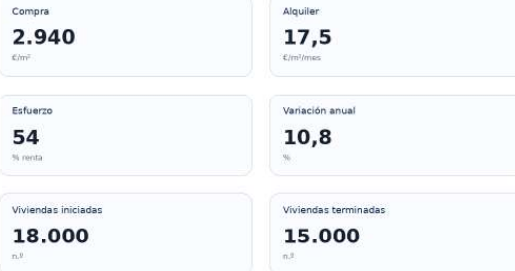 Compra
2.940
€/m²
Alquiler
17,5
€/m²/mes
Esfuerzo
54
% renta
Variación anual
10,8
%
Viviendas iniciadas
18.000
n.º
Viviendas terminadas
15.000
n.º